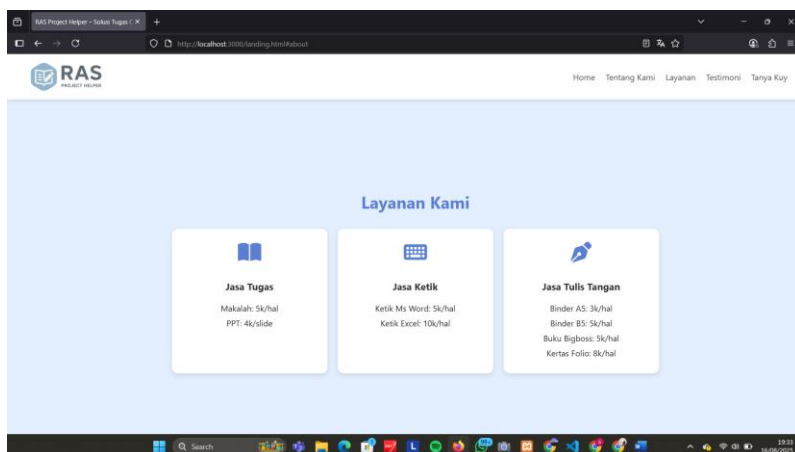 RAS Project Helper - Solusi Tugas (
http://localhost:3000/landing.html#about
RAS
PROJECT HELPER
Home Tentang Kami Layanan Testimoni Tanya Kuy
Layanan Kami
Jasa Tugas
Makalah: 5k/hal
PPT: 4k/slide
Jasa Ketik
Ketik Ms Word: 5k/hal
Ketik Excel: 10k/hal
Jasa Tulis Tangan
Binder A5: 3k/hal
Binder B5: 5k/hal
Buku Bigboss: 5k/hal
Kertas Folio: 8k/hal
Search
19:33
16/08/2025